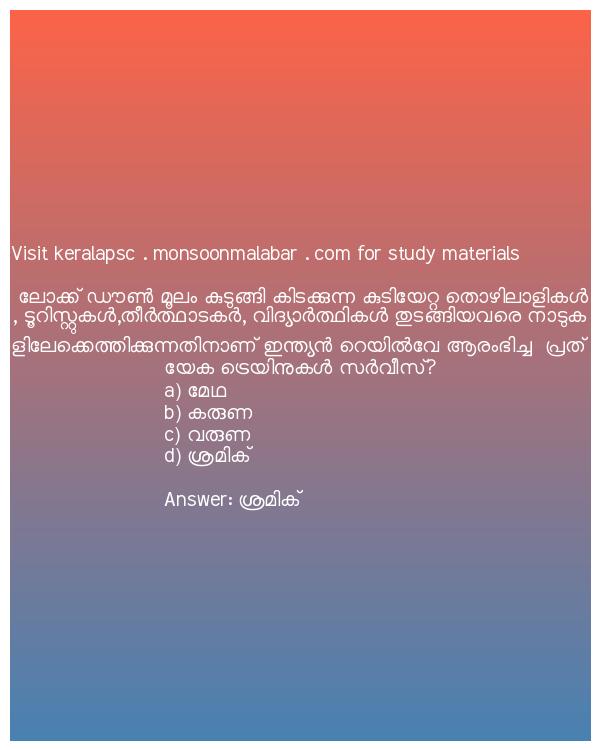 Visit keralapsc . monsoonmalabar . com for study materials
ലോക്ക് ഡൗൺ മൂലം കുടുങ്ങി കിടക്കുന്ന കുടിയേറ്റ തൊഴിലാളികൾ
, ടൂറിസ്റ്റുകൾ,തീർത്ഥാടകർ, വിദ്യാർത്ഥികൾ തുടങ്ങിയവരെ നാടുക
ളിലേക്കെത്തിക്കുന്നതിനാണ് ഇന്ത്യൻ റെയിൽവേ ആരംഭിച്ച  പ്രത്
യേക ട്രെയിനുകൾ സർവീസ്?
a) മേഥ
b) കരുണ
c) വരുണ
d) ശ്രമിക്
Answer: ശ്രമിക്